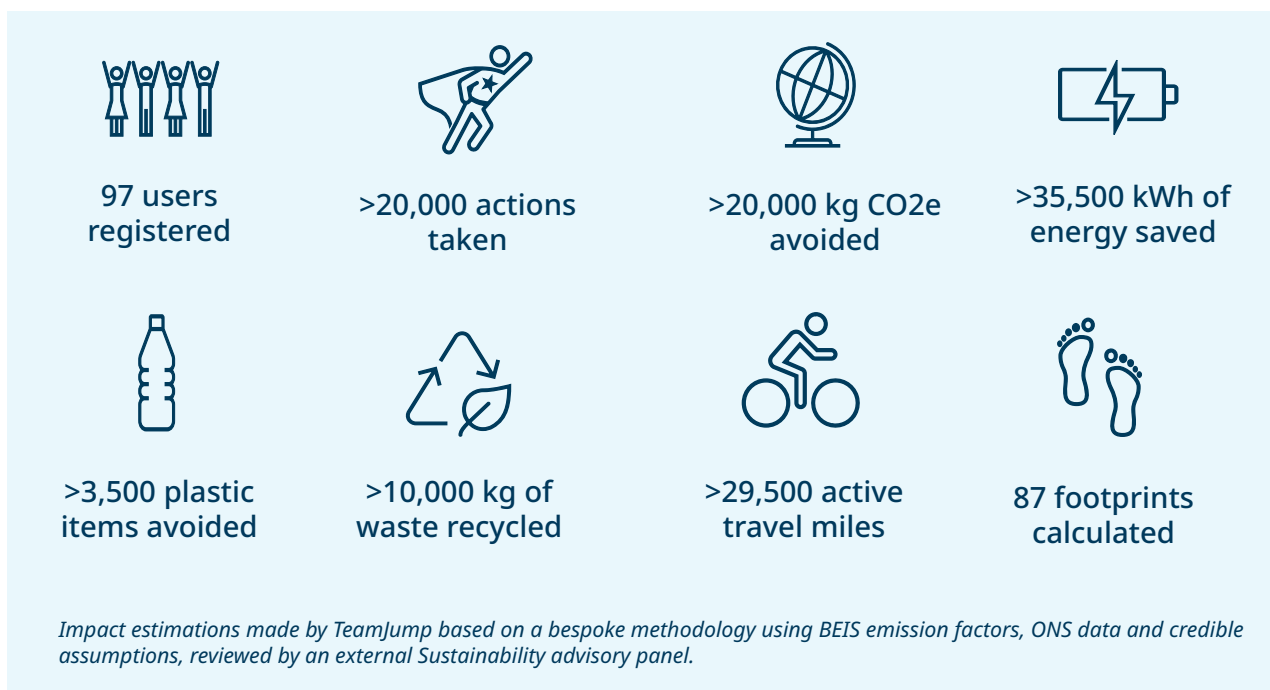 97 users
registered
>20,000 actions
taken
>20,000 kg CO2e
avoided
>35,500 kWh of
energy saved
>3,500 plastic
items avoided
>10,000 kg of
waste recycled
>29,500 active
travel miles
87 footprints
calculated
Impact estimations made by TeamJump based on a bespoke methodology using BEIS emission factors, ONS data and credible
assumptions, reviewed by an external Sustainability advisory panel.